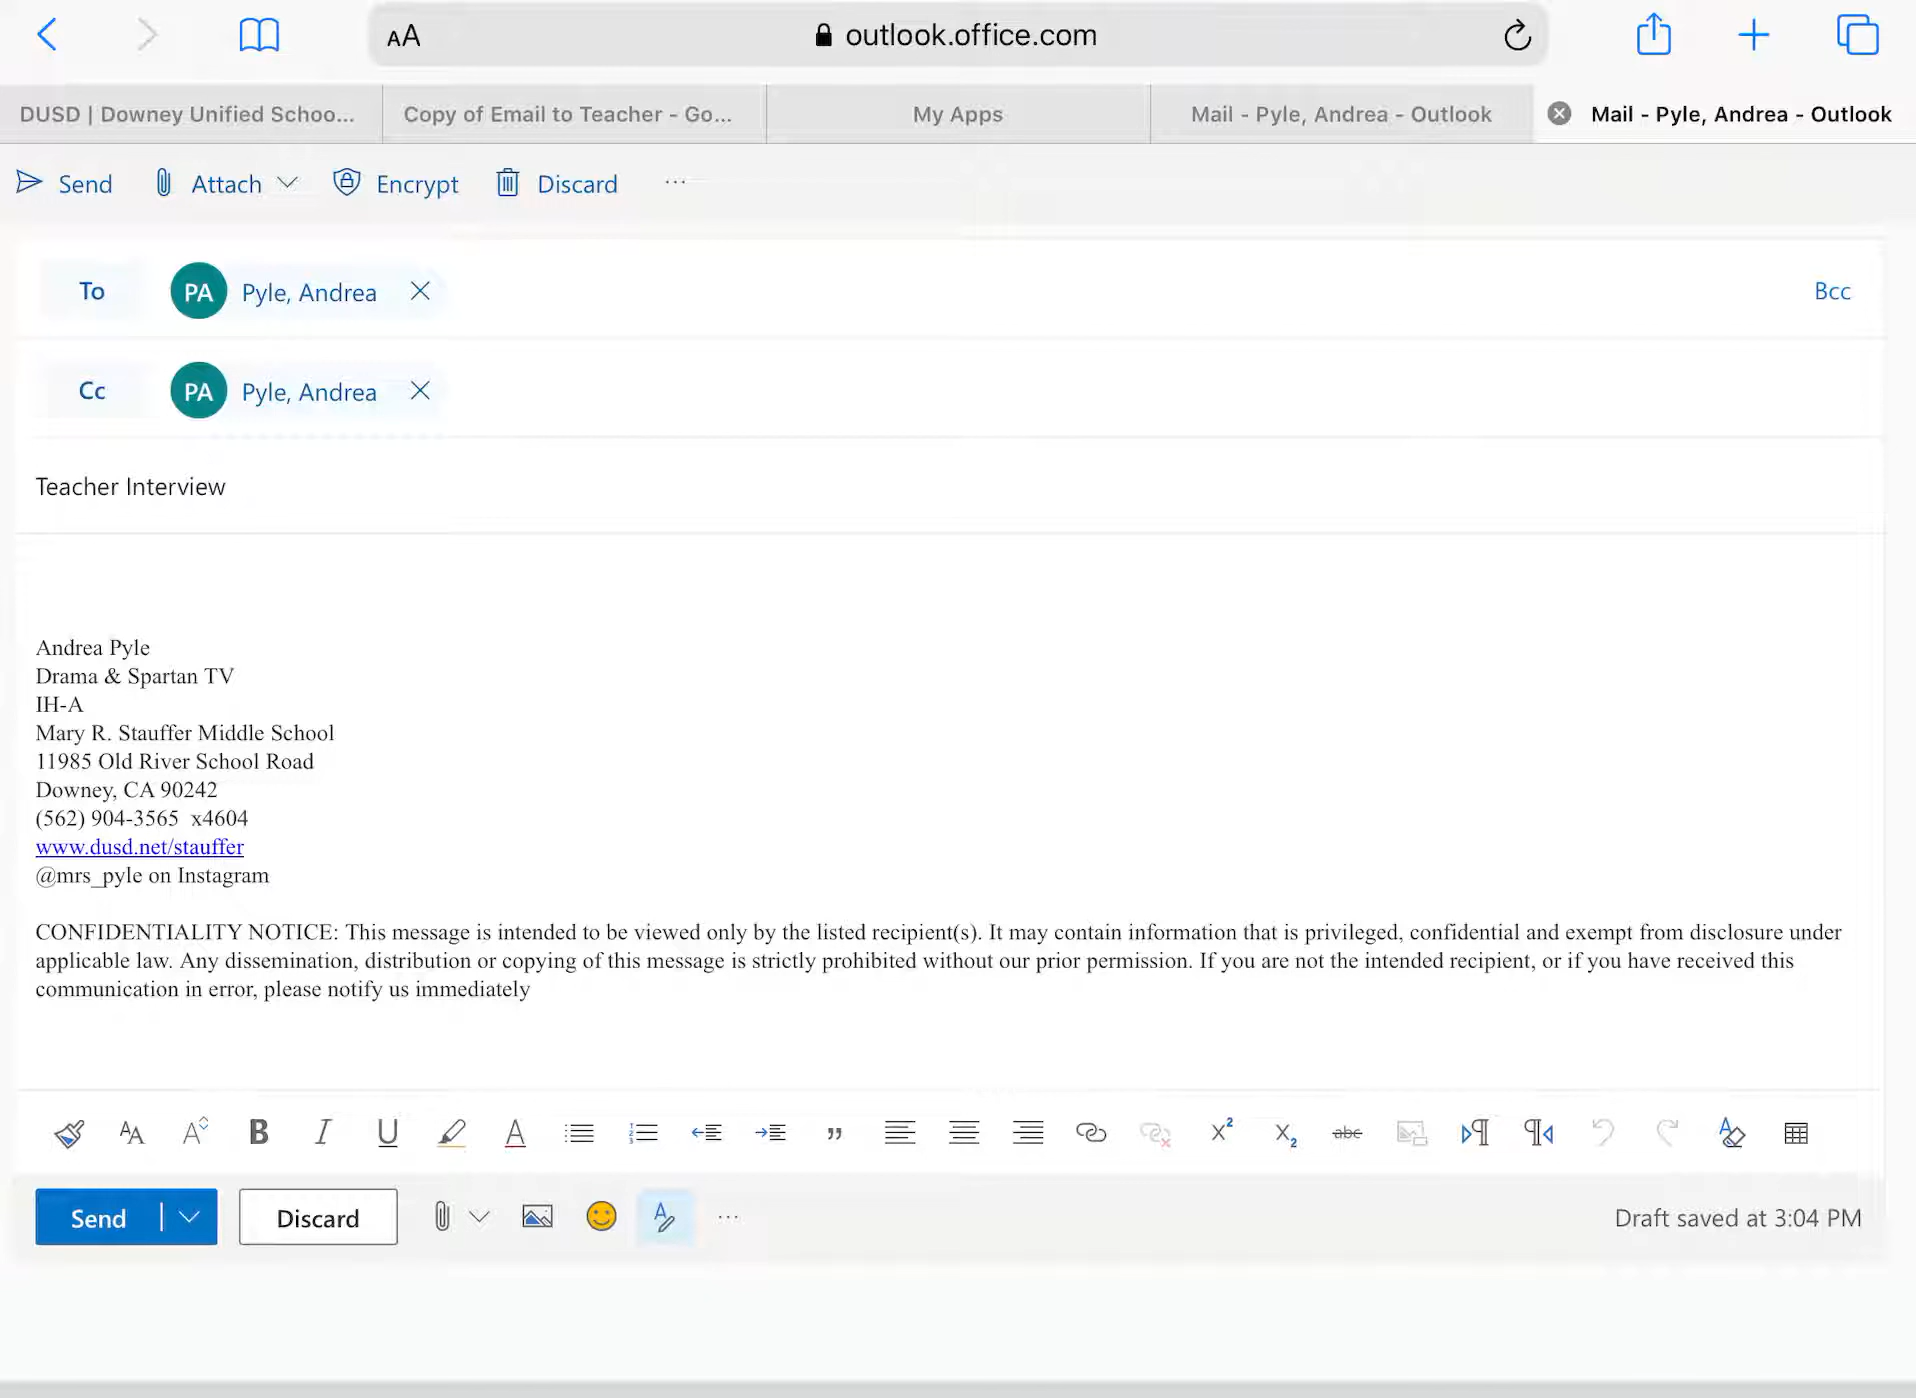 AA
outlook.office.com
DUSD | Downey Unified Schoo...
Copy of Email to Teacher - Go...
My Apps
Mail - Pyle, Andrea - Outlook
Mail - Pyle, Andrea - Outlook
Send
Attach
Encrypt
Discard
...
To
PA
Pyle, Andrea
Bcc
Cc
PA
Pyle, Andrea
Teacher Interview
Andrea Pyle
Drama & Spartan TV
IH-A
Mary R. Stauffer Middle School
11985 Old River School Road
Downey, CA 90242
(562) 904-3565  x4604
www.dusd.net/stauffer
@mrs_pyle on Instagram
CONFIDENTIALITY NOTICE: This message is intended to be viewed only by the listed recipient(s). It may contain information that is privileged, confidential and exempt from disclosure under
applicable law. Any dissemination, distribution or copying of this message is strictly prohibited without our prior permission. If you are not the intended recipient, or if you have received this
communication in error, please notify us immediately
Send
Discard
...
Draft saved at 3:04 PM